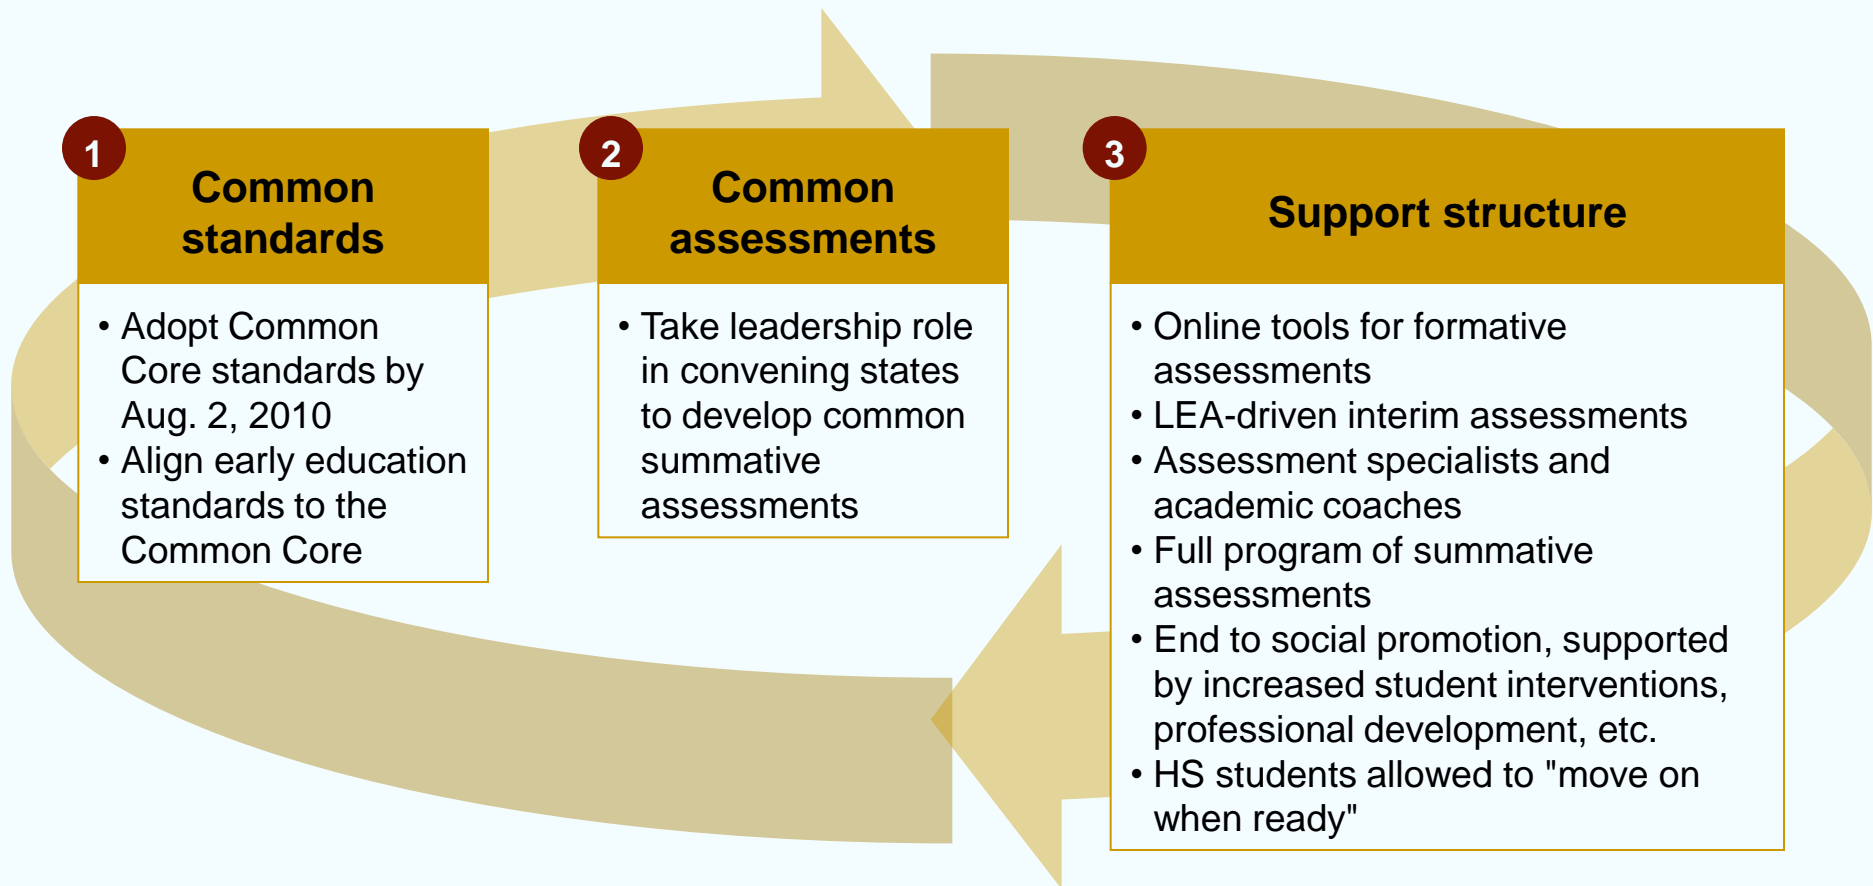 1
Common
standards
• Adopt Common
Core standards by
Aug. 2, 2010
• Align early education
standards to the
Common Core
2
Common
assessments
• Take leadership role
in convening states
to develop common
summative
assessments
3
Support structure
• Online tools for formative
assessments
• LEA-driven interim assessments
• Assessment specialists and
academic coaches
• Full program of summative
assessments
• End to social promotion, supported
by increased student interventions,
professional development, etc.
• HS students allowed to "move on
when ready"